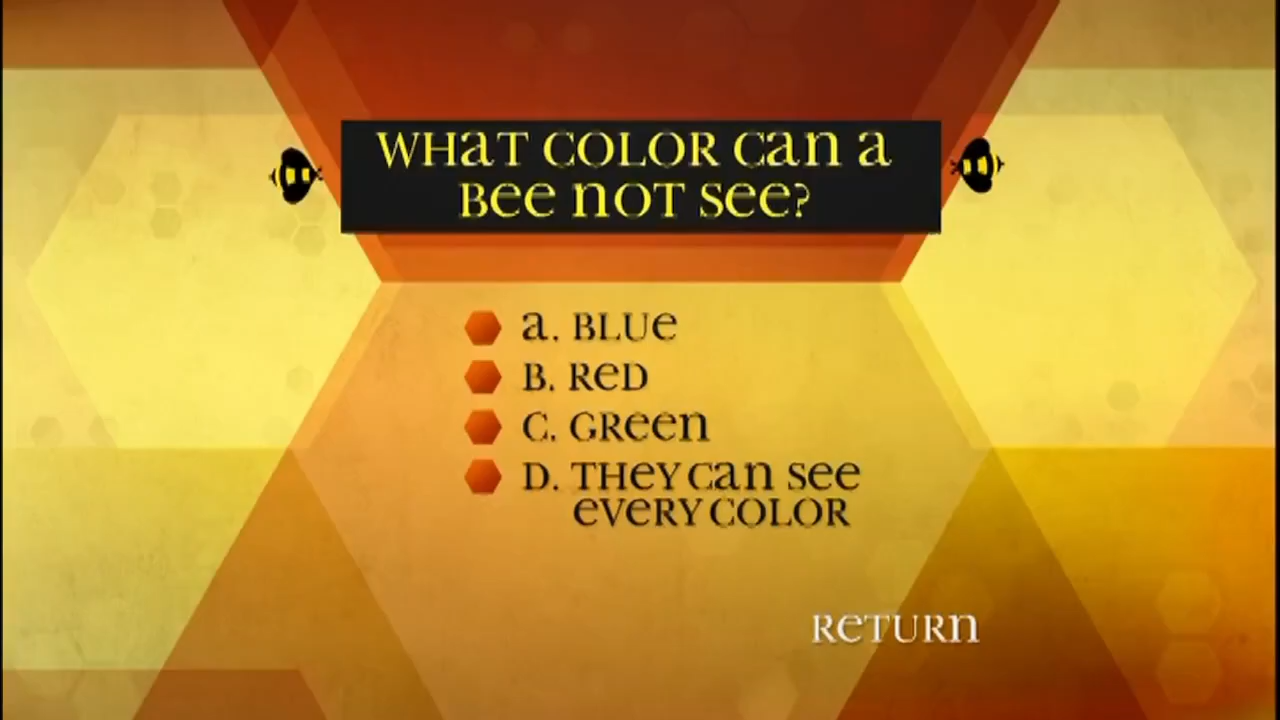 WHAT COLOR CAN A
BEE NOT SEE?
A. BLUE
B. RED
C. GREEN
D. THEY CAN SEE
EVERY COLOR
RETURN